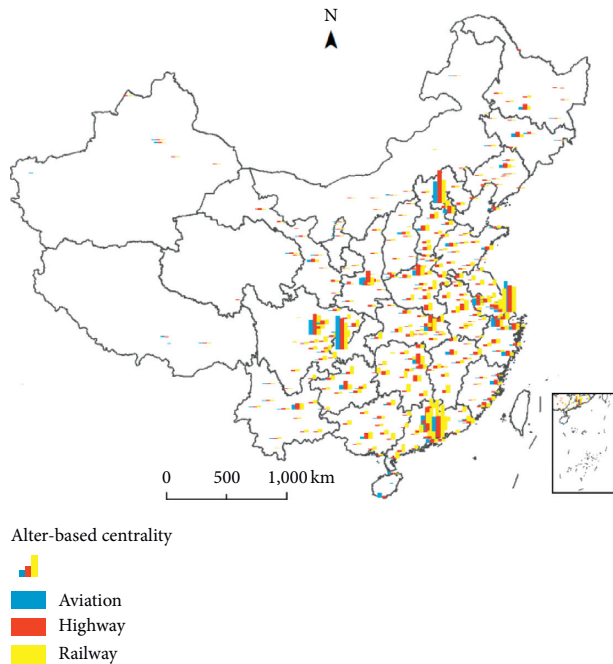 N
0 500 1,000 km
Alter-based centrality
Aviation
Highway
Railway